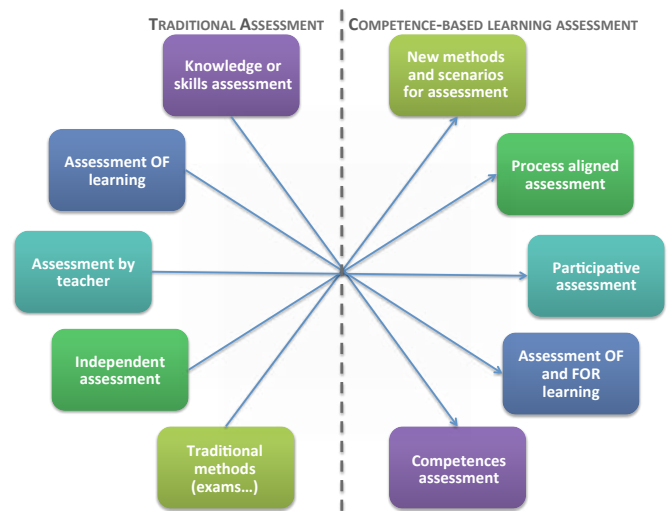 TRADITIONAL ASSESSMENT
COMPETENCE-BASED LEARNING ASSESSMENT
Knowledge or
skills assessment
Assessment OF
learning
Assessment by
teacher
Independent
assessment
Traditional
methods
(exams...)
New methods
and scenarios
for assessment
Process aligned
assessment
Participative
assessment
Assessment OF
and FOR
learning
Competences
assessment